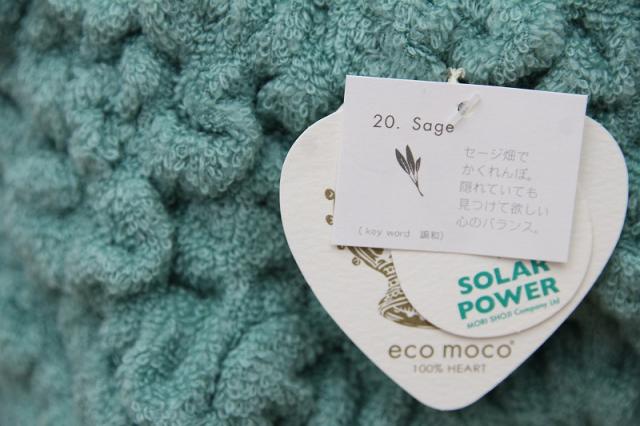 20. Sage
セージ畑で
かくれんぼ。
隠れていても
見つけて欲しい
心のバランス。
( key word 調和)
SOLAR
POWER
MORI SHOJI Company Ltd
eco moco
100% HEART